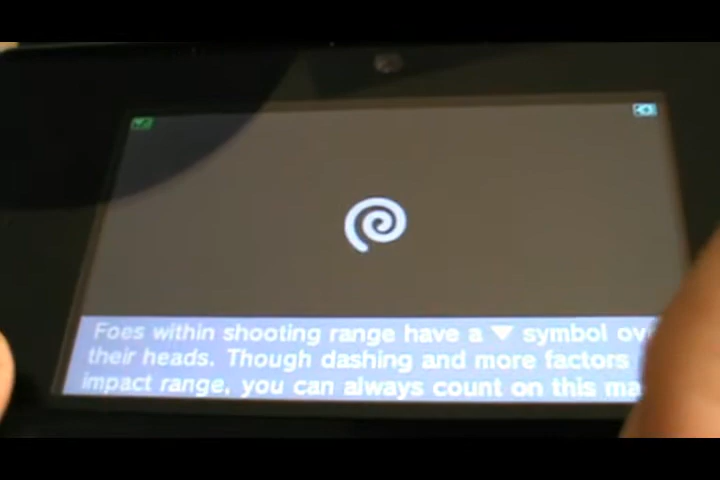 Foes within shooting range have a ▼ symbol
their heads. Though dashing and more factors
impact range, you can always count on this